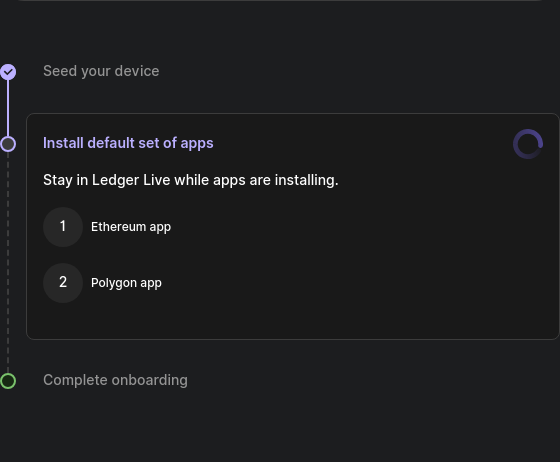 Seed your device
Install default set of apps
Stay in Ledger Live while apps are installing.
1 Ethereum app
2 Polygon app
Complete onboarding